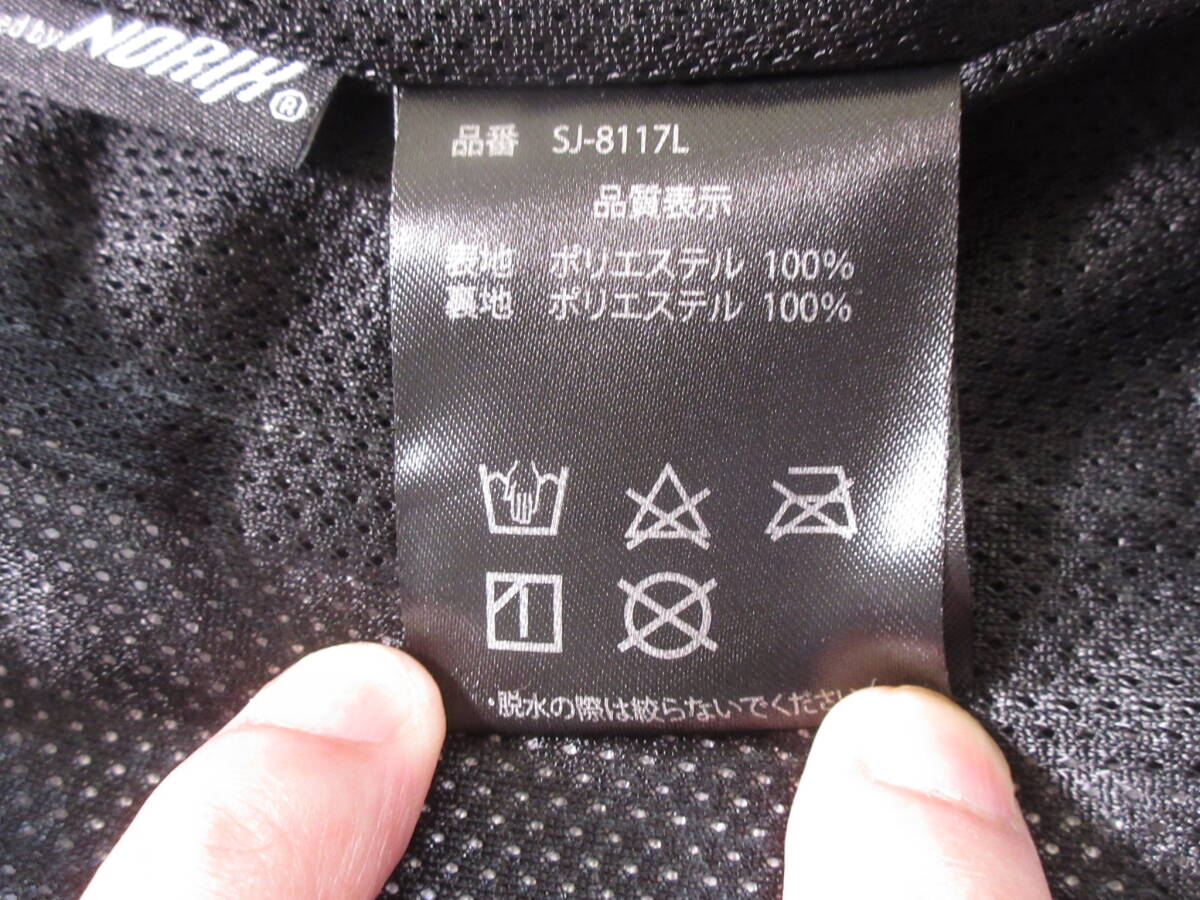 ed by NORIX®
品番 SJ-8117L
品質表示
表地 ポリエステル 100%
裏地 ポリエステル 100%
・脱水の際は絞らないでください